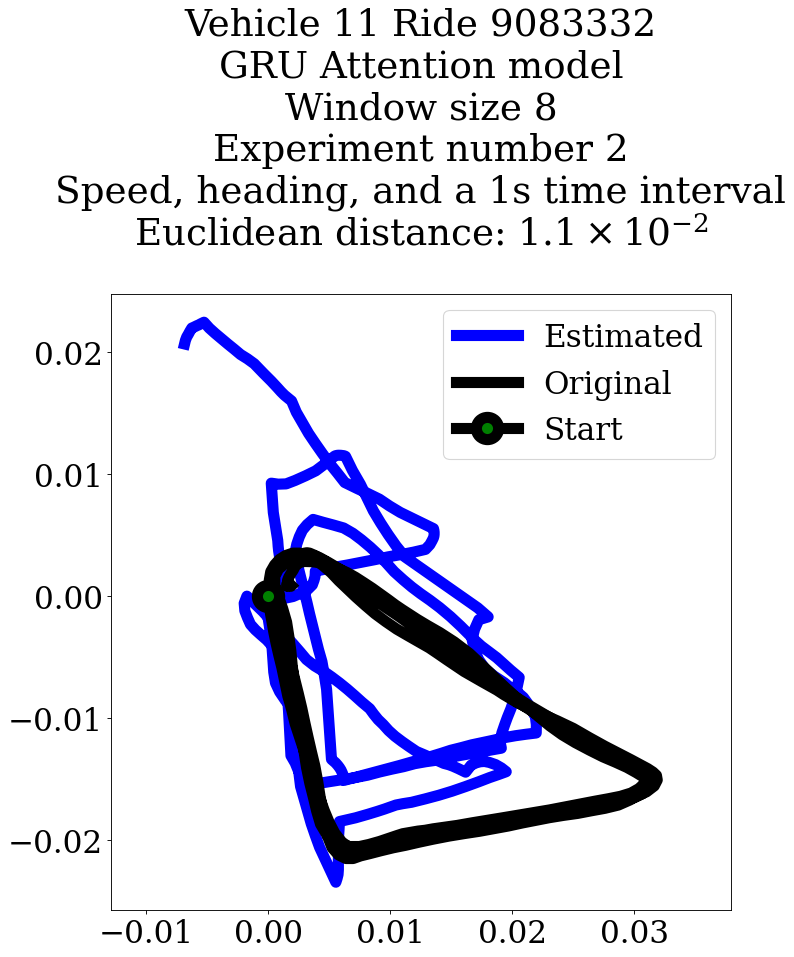 Vehicle 11 Ride 9083332
GRU Attention model
Window size 8
Experiment number 2
Speed, heading, and a 1s time interval
Euclidean distance: 1.1 × 10⁻²
Estimated
Original
Start
0.02
0.01
0.00
−0.01
−0.02
−0.01 0.00 0.01 0.02 0.03